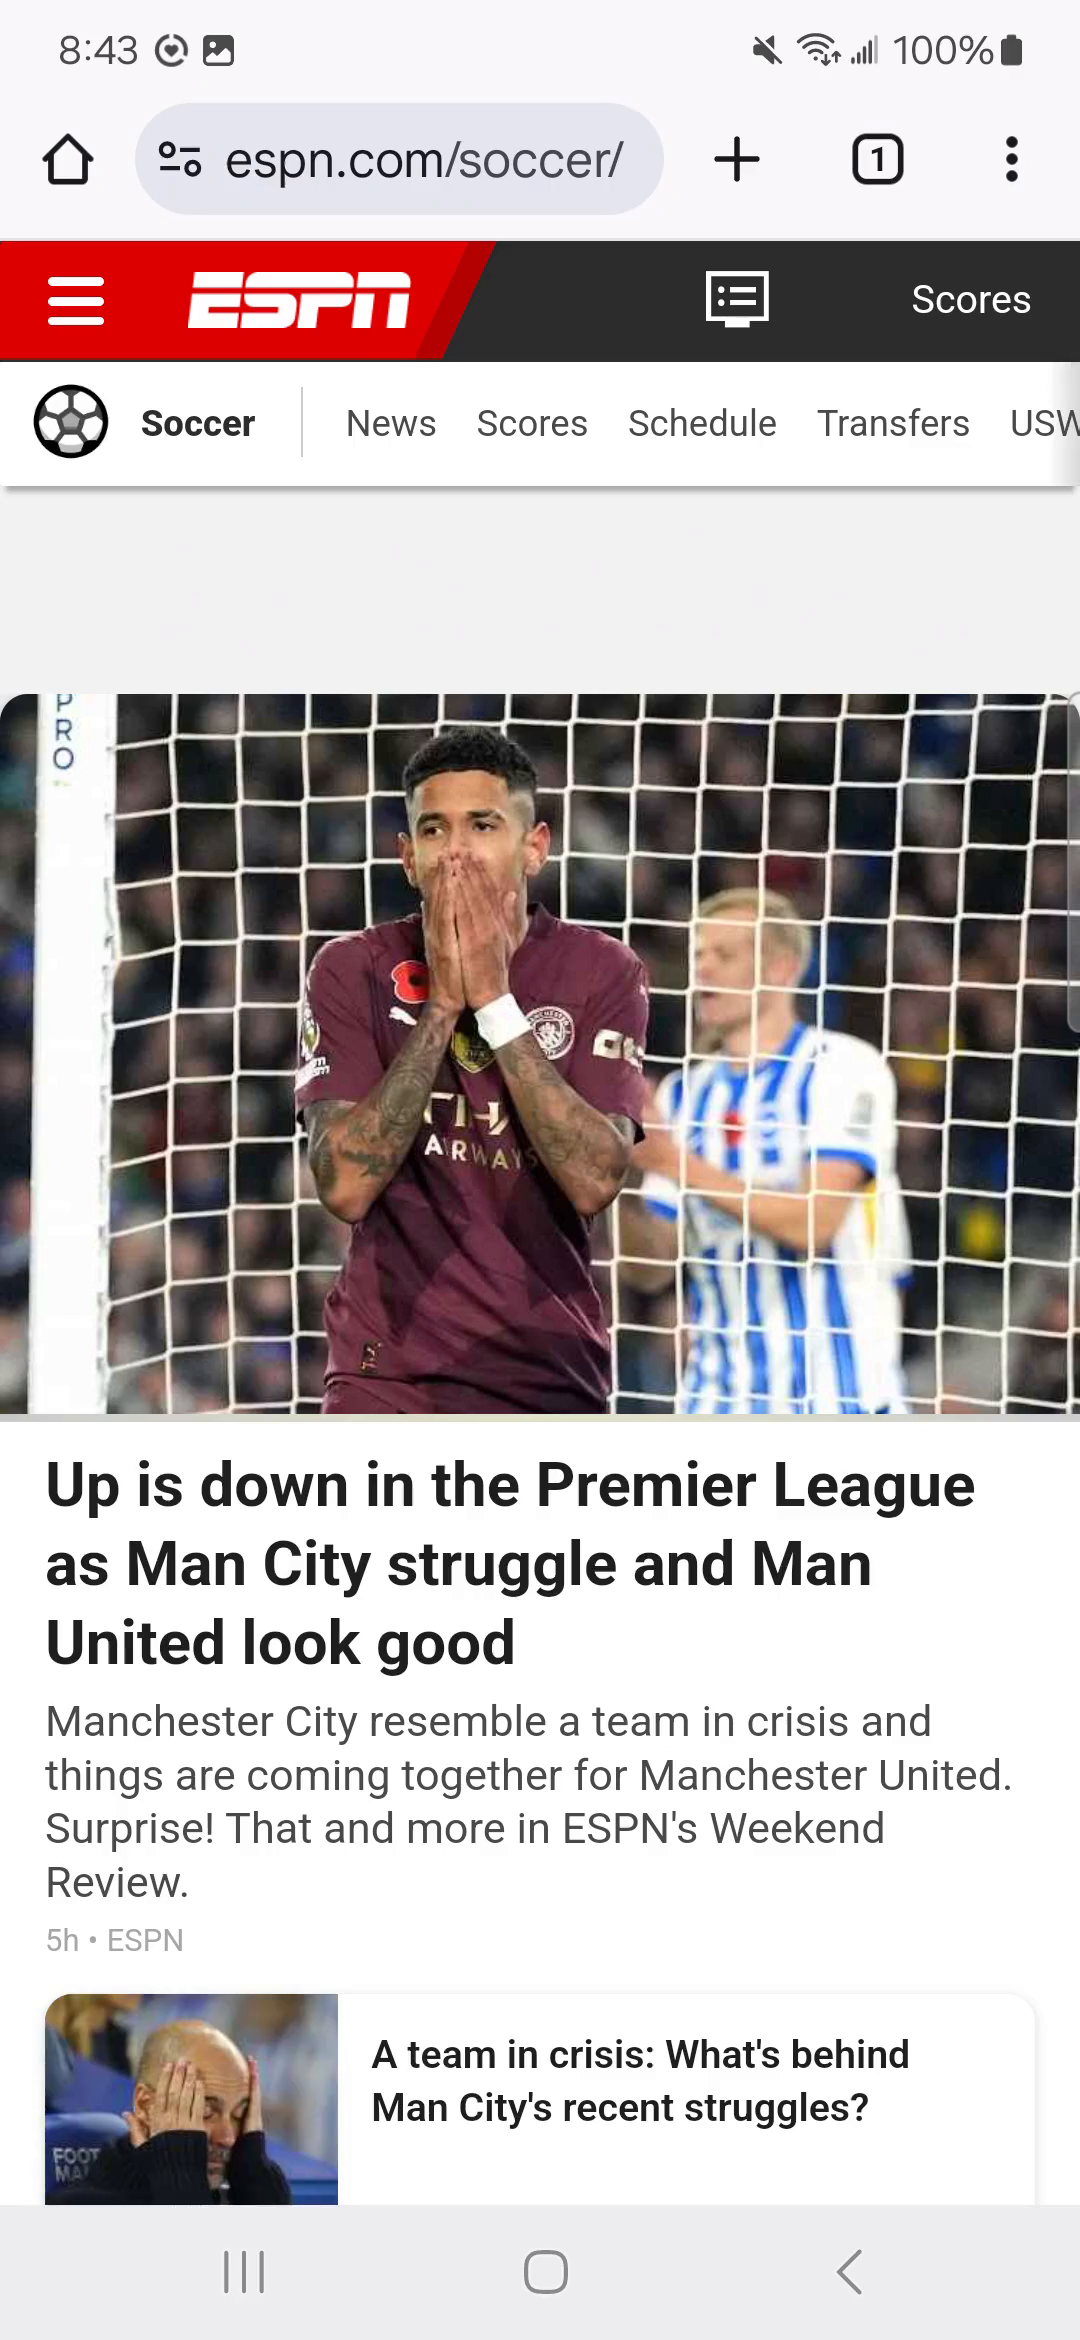 8:43 100%
espn.com/soccer/ 1
ESPN Scores
Soccer News Scores Schedule Transfers USW
PRO
AIRWAYS
Up is down in the Premier League
as Man City struggle and Man
United look good
Manchester City resemble a team in crisis and
things are coming together for Manchester United.
Surprise! That and more in ESPN's Weekend
Review.
5h • ESPN
A team in crisis: What's behind
Man City's recent struggles?